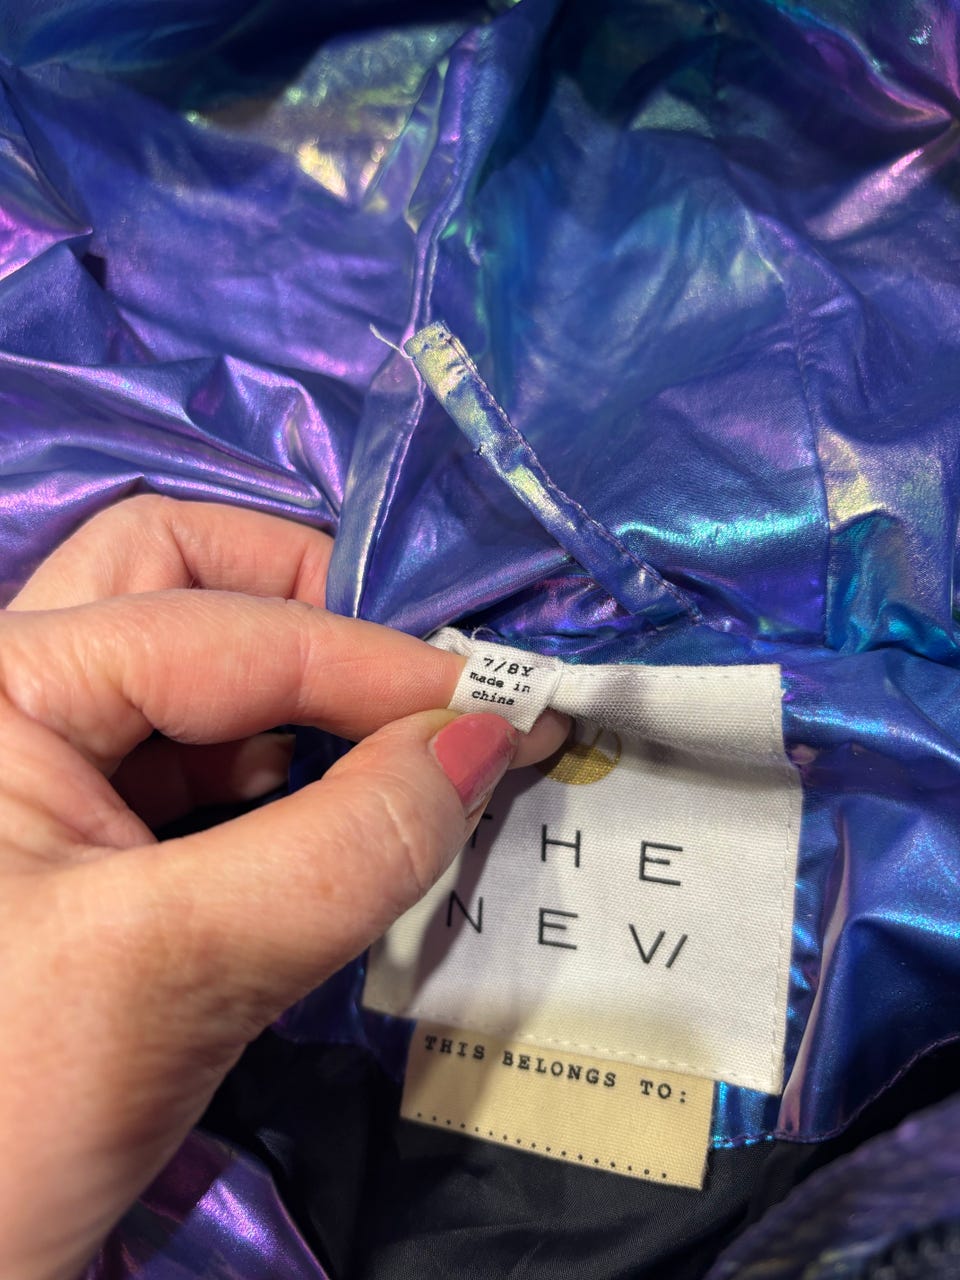 7/8Y
made in
china
THE
NEW
THIS BELONGS TO: